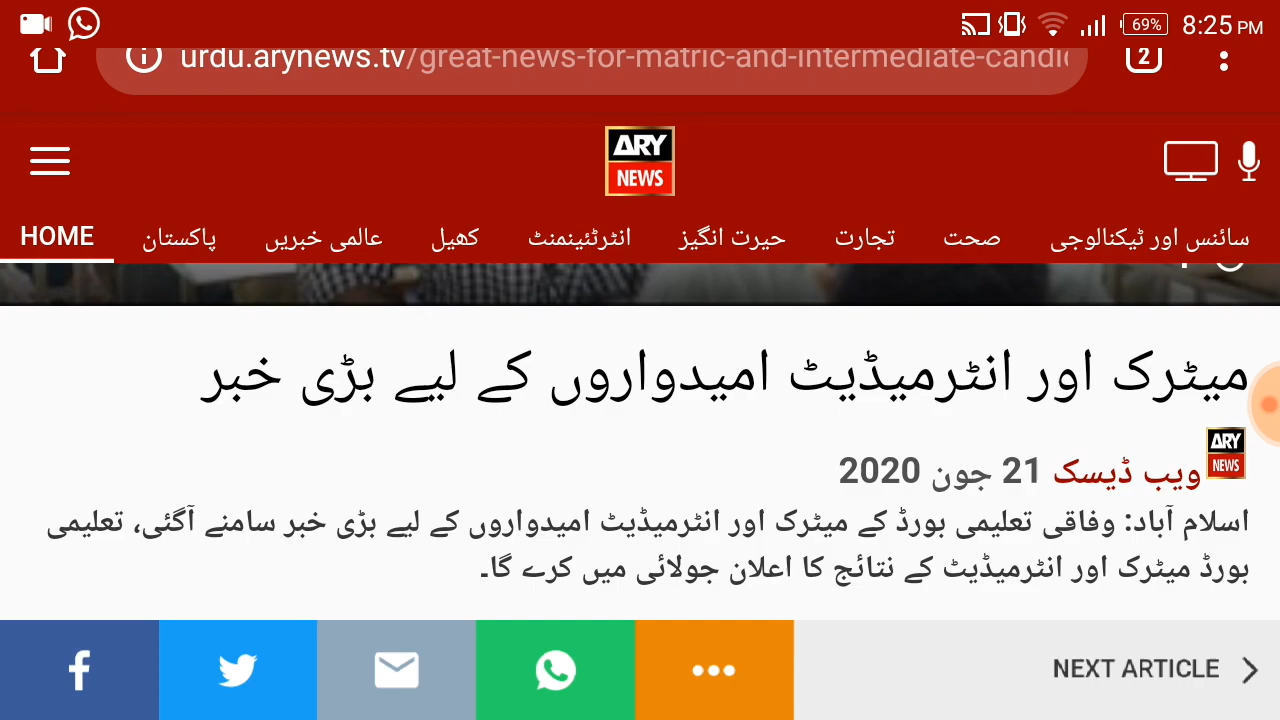 69% 8:25 PM
urdu.arynews.tv/great-news-for-matric-and-intermediate-candi
2
ARY
NEWS
HOME پاکستان عالمی خبریں کھیل انٹرٹینمنٹ حیرت انگیز تجارت صحت سائنس اور ٹیکنالوجی
میٹرک اور انٹرمیڈیٹ امیدواروں کے لیے بڑی خبر
ARY
NEWS
ویب ڈیسک 21 جون 2020
اسلام آباد: وفاقی تعلیمی بورڈ کے میٹرک اور انٹرمیڈیٹ امیدواروں کے لیے بڑی خبر سامنے آگئی، تعلیمی
بورڈ میٹرک اور انٹرمیڈیٹ کے نتائج کا اعلان جولائی میں کرے گا۔
NEXT ARTICLE